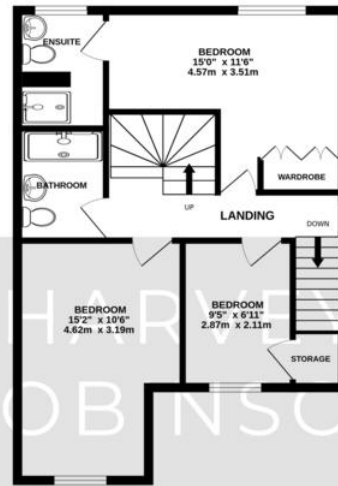 ENSUITE
BEDROOM
15'0" x 11'6"
4.57m x 3.51m
WARDROBE
BATHROOM
UP
LANDING
DOWN
BEDROOM
15'2" x 10'6"
4.62m x 3.19m
BEDROOM
9'5" x 6'11"
2.87m x 2.11m
STORAGE
HARVEY
OBINSO